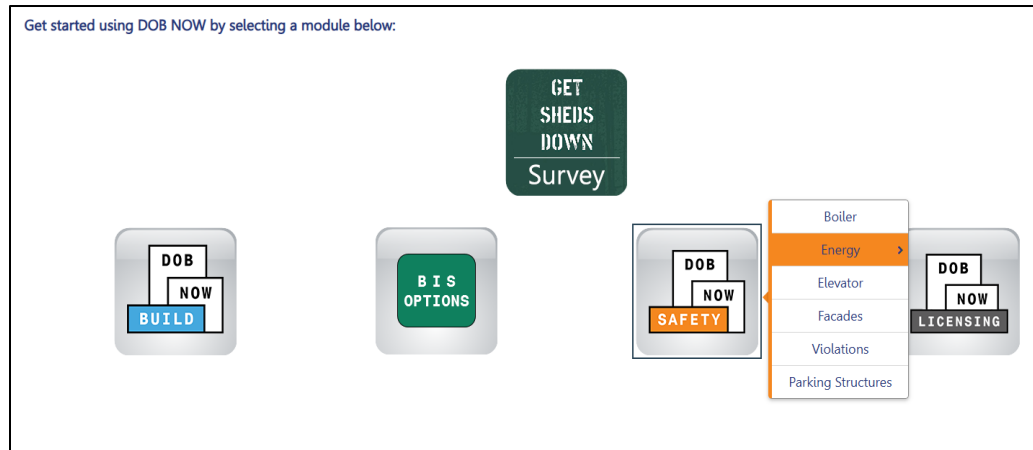 Get started using DOB NOW by selecting a module below:
GET
SHEDS
DOWN
Survey
DOB
NOW
BUILD
BIS
OPTIONS
DOB
NOW
SAFETY
Boiler
Energy
Elevator
Facades
Violations
Parking Structures
DOB
NOW
LICENSING